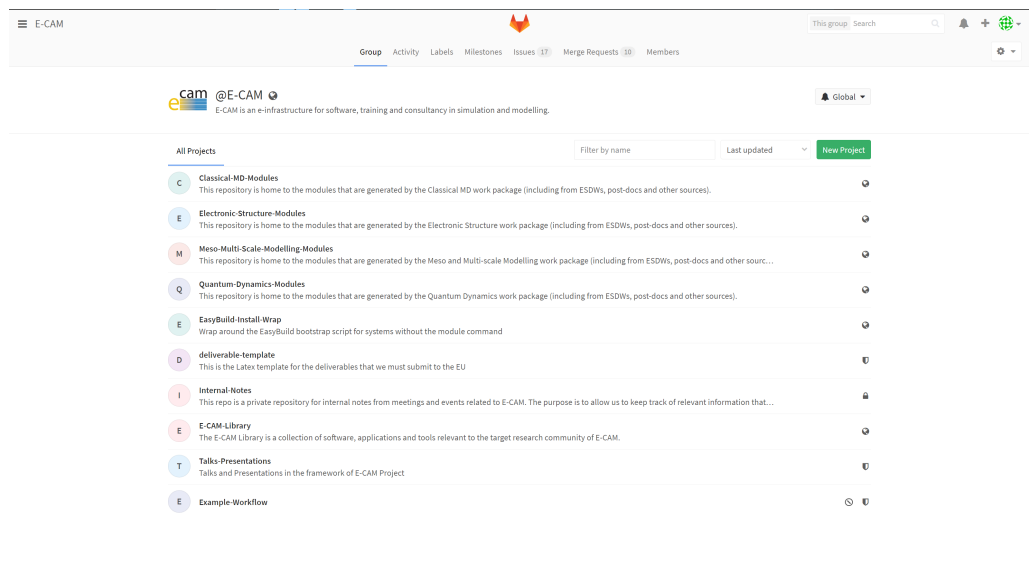 E-CAM
This group Search
Group Activity Labels Milestones Issues 17 Merge Requests 10 Members
e cam
@E-CAM
E-CAM is an e-infrastructure for software, training and consultancy in simulation and modelling.
Global
All Projects
Filter by name
Last updated
New Project
C
Classical-MD-Modules
This repository is home to the modules that are generated by the Classical MD work package (including from ESDWs, post-docs and other sources).
E
Electronic-Structure-Modules
This repository is home to the modules that are generated by the Electronic Structure work package (including from ESDWs, post-docs and other sources).
M
Meso-Multi-Scale-Modelling-Modules
This repository is home to the modules that are generated by the Meso and Multi-scale Modelling work package (including from ESDWs, post-docs and other sourc...
Q
Quantum-Dynamics-Modules
This repository is home to the modules that are generated by the Quantum Dynamics work package (including from ESDWs, post-docs and other sources).
E
EasyBuild-Install-Wrap
Wrap around the EasyBuild bootstrap script for systems without the module command
D
deliverable-template
This is the Latex template for the deliverables that we must submit to the EU
I
Internal-Notes
This repo is a private repository for internal notes from meetings and events related to E-CAM. The purpose is to allow us to keep track of relevant information that...
E
E-CAM-Library
The E-CAM Library is a collection of software, applications and tools relevant to the target research community of E-CAM.
T
Talks-Presentations
Talks and Presentations in the framework of E-CAM Project
E
Example-Workflow